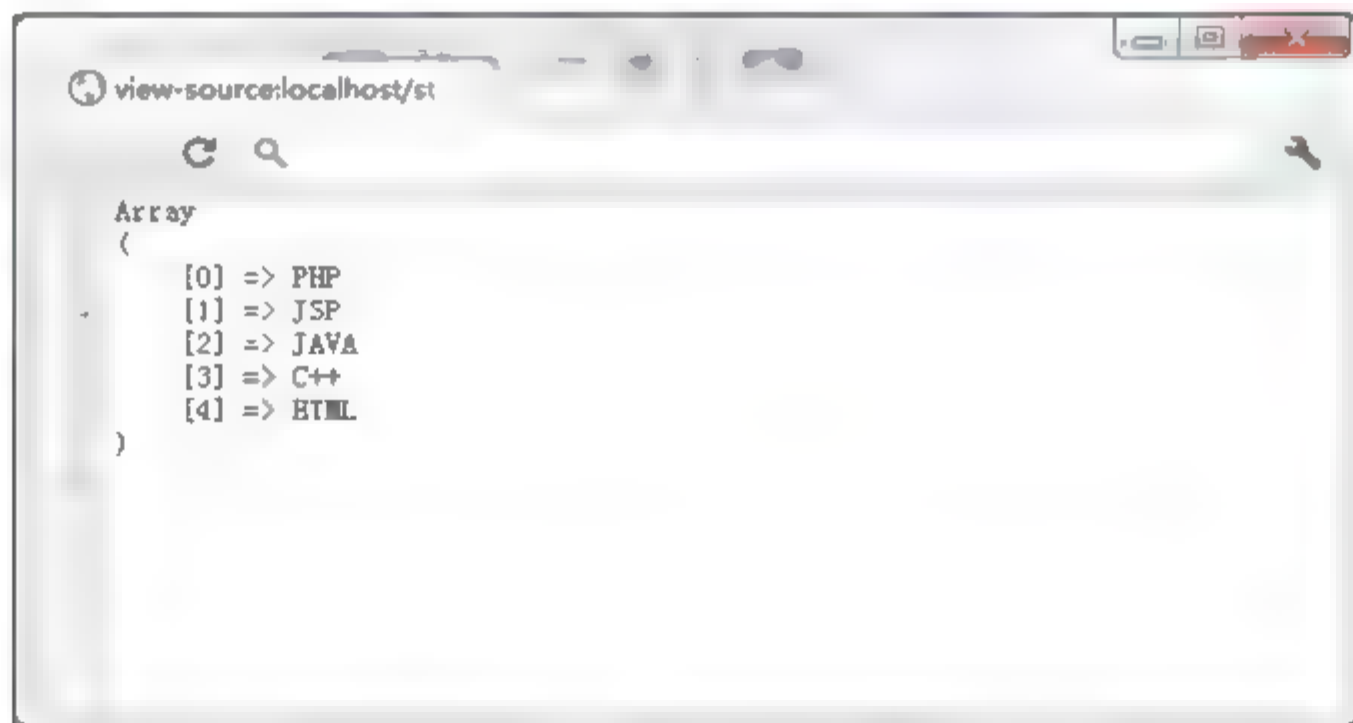 view-source:localhost/st
Array
(
    [0] => PHP
    [1] => JSP
    [2] => JAVA
    [3] => C++
    [4] => HTML
)